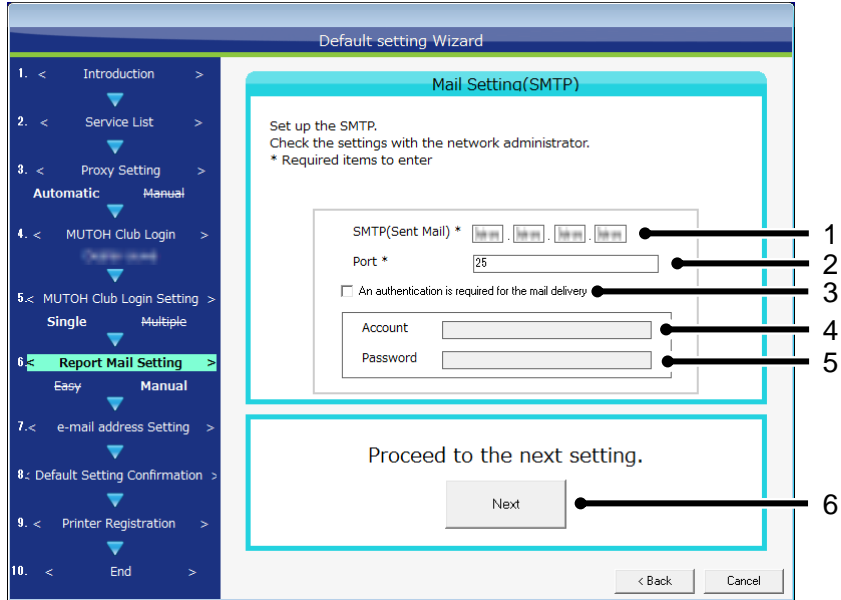 Default setting Wizard
1. < Introduction >
2. < Service List >
3. < Proxy Setting >
Automatic Manual
4. < MUTOH Club Login >
5.< MUTOH Club Login Setting >
Single Multiple
6.< Report Mail Setting >
Easy Manual
7.< e-mail address Setting >
8.< Default Setting Confirmation >
9. < Printer Registration >
10. < End >
Mail Setting(SMTP)
Set up the SMTP.
Check the settings with the network administrator.
* Required items to enter
SMTP(Sent Mail) * . . . 1
Port * 25 2
An authentication is required for the mail delivery 3
Account 4
Password 5
Proceed to the next setting.
Next 6
< Back Cancel